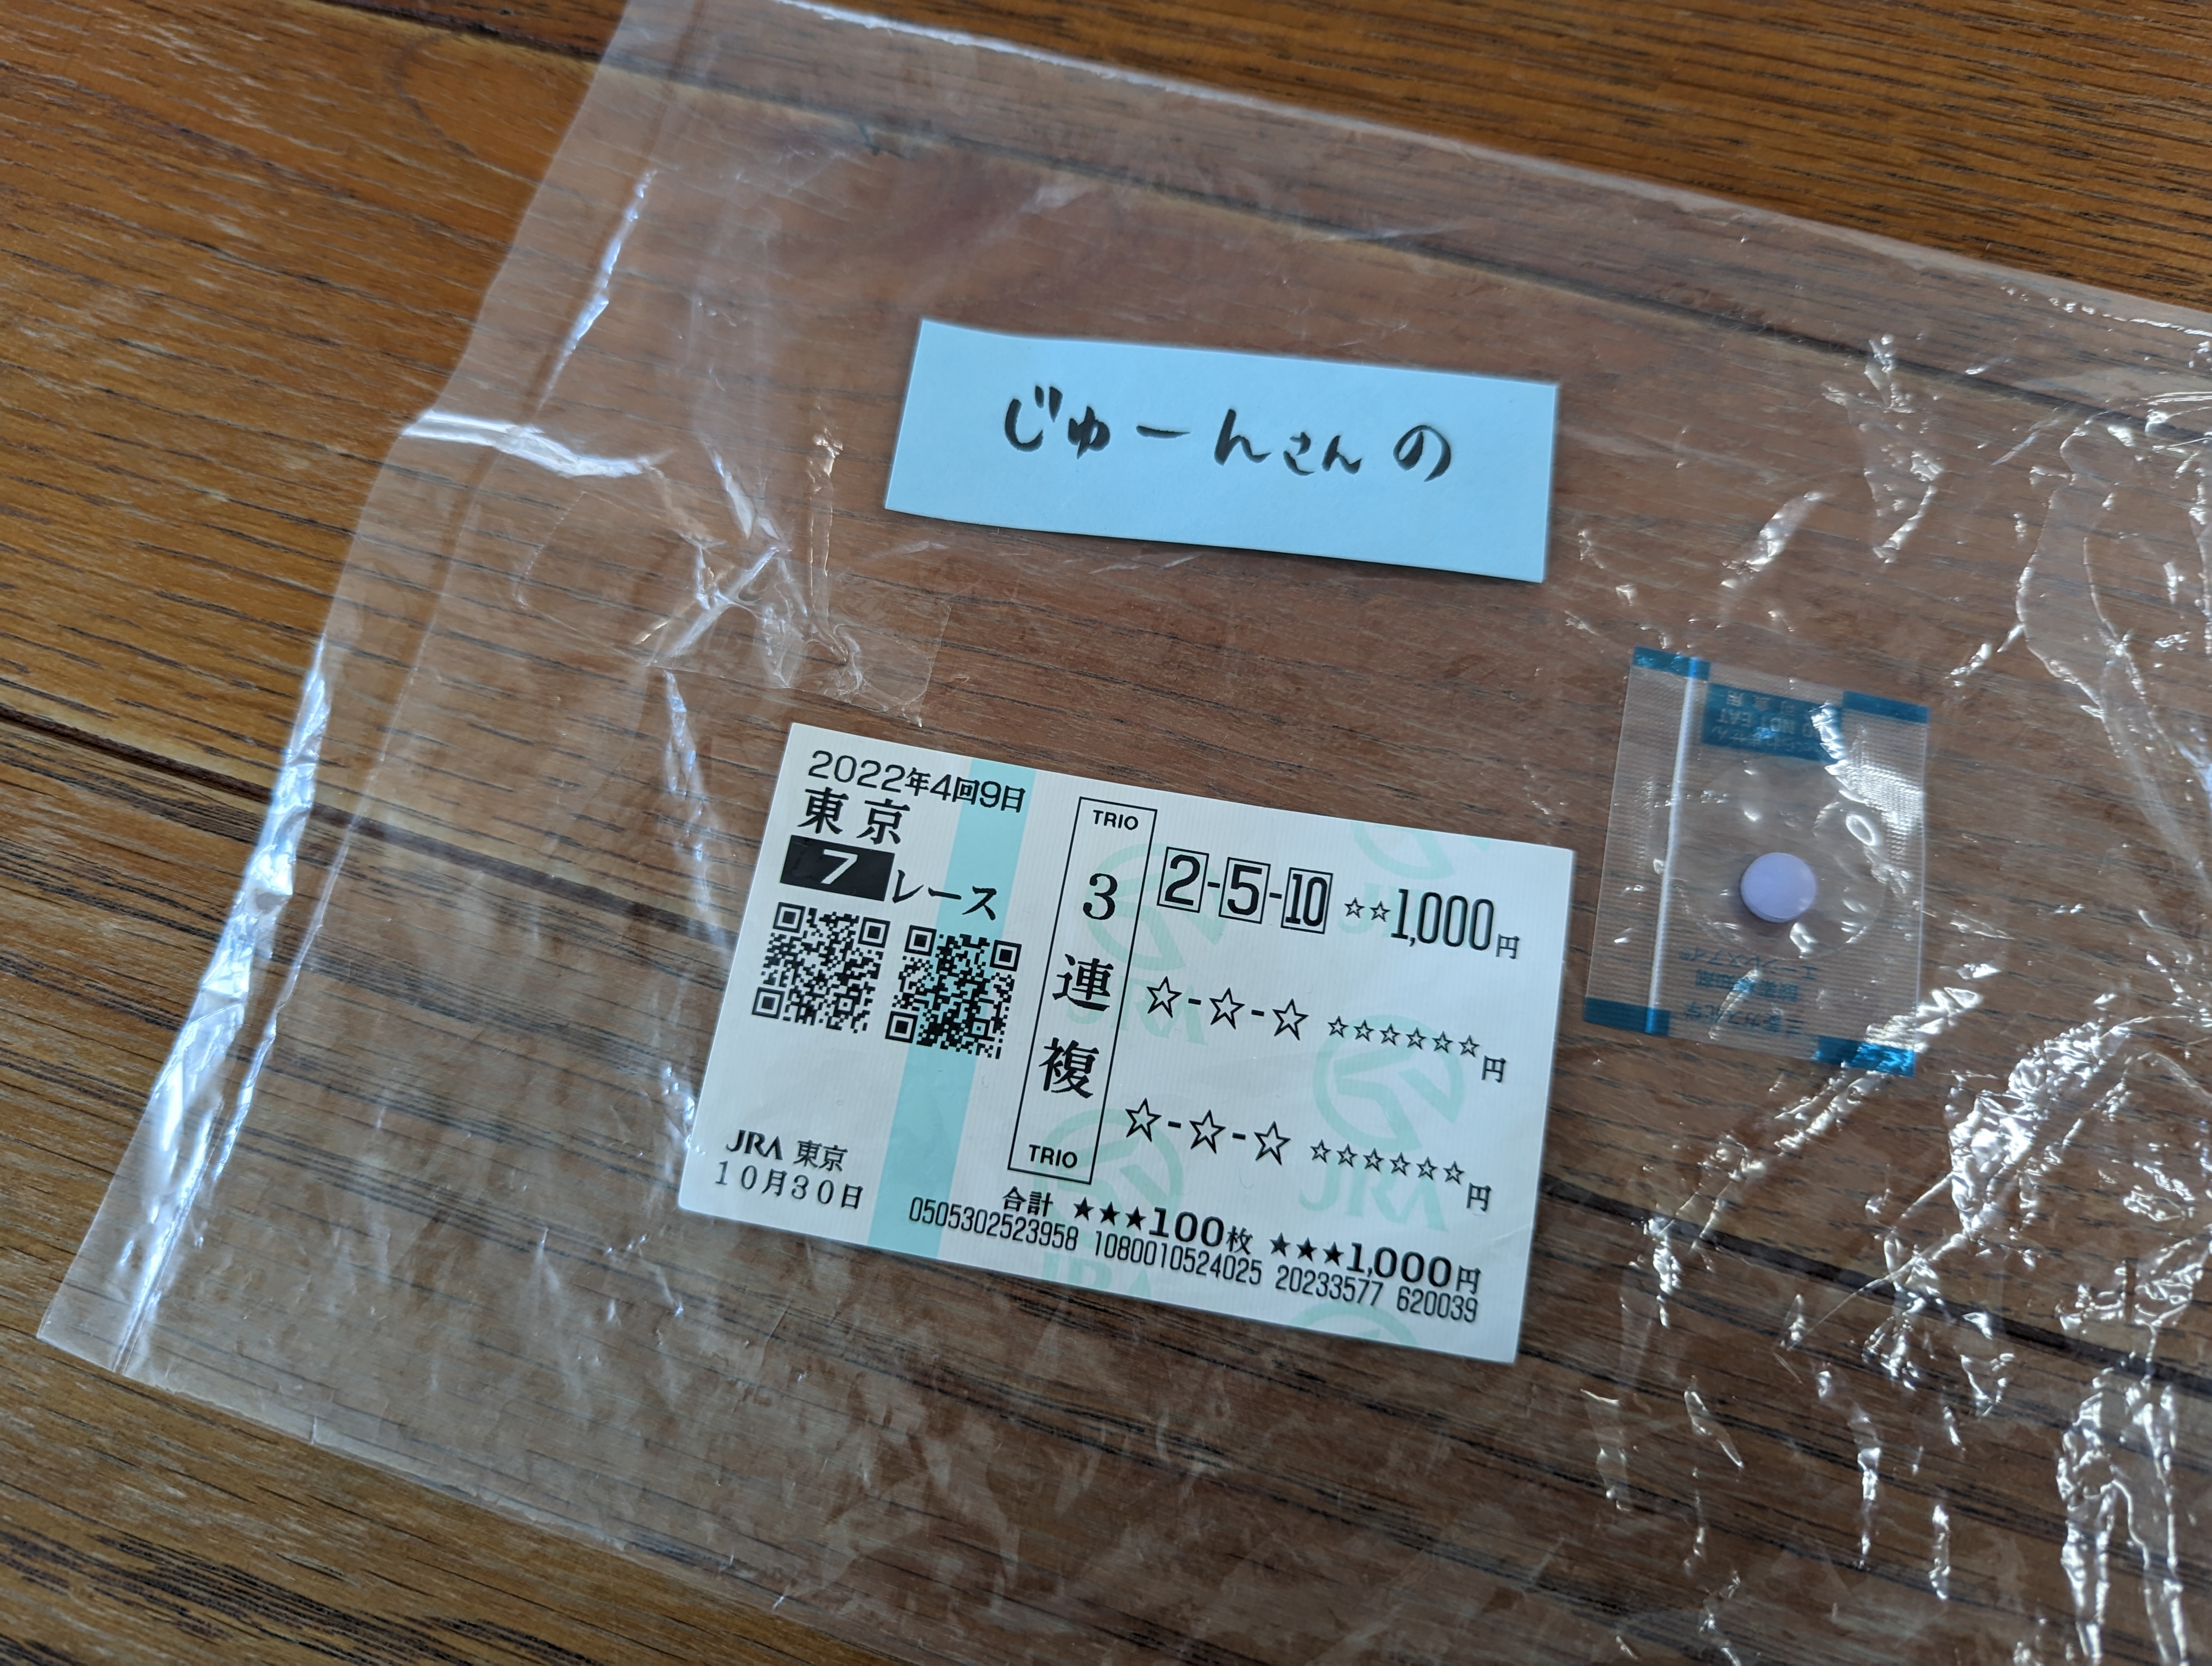 じゅーんさんの
2022年4回9日
東京
7レース
JRA 東京
10月30日
TRIO
3連複
TRIO
2-5-10 ☆☆1,000円
☆-☆-☆ ☆☆☆☆☆☆円
☆-☆-☆ ☆☆☆☆☆☆円
合計 ★★★100枚 ★★★1,000円
0505302523958 1080010524025 20233577 620039
NOT EAT